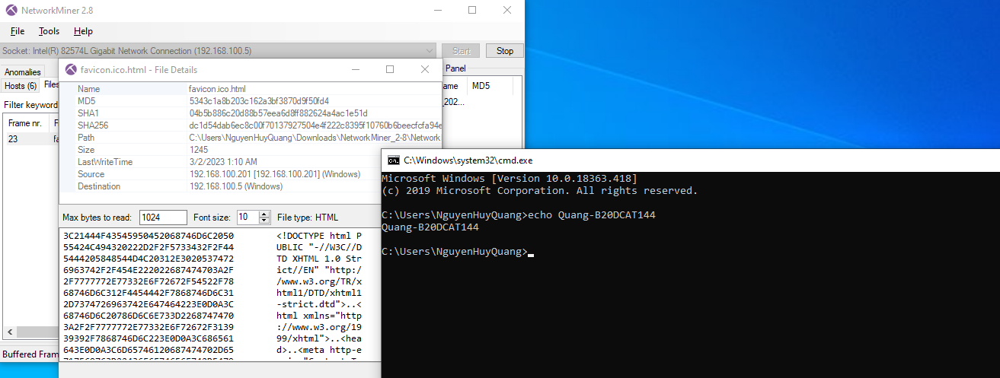 NetworkMiner 2.8
File Tools Help
Socket: Intel(R) 82574L Gigabit Network Connection (192.168.100.5) Start Stop
Anomalies
Hosts (6) Files
Filter keyword
Frame nr.
23
Buffered Fram
Panel
ame MD5
_202...
favicon.ico.html - File Details
Name favicon.ico.html
MD5 5343c1a8b203c162a3bf3870d9f50fd4
SHA1 04b5b886c20d88b57eea6d8ff882624a4ac1e51d
SHA256 dc1d54dab6ec8c00f70137927504e4f222c8395f10760b6beecfcfa94e
Path C:\Users\NguyenHuyQuang\Downloads\NetworkMiner_2-8\Network
Size 1245
LastWriteTime 3/2/2023 1:10 AM
Source 192.168.100.201 [192.168.100.201] (Windows)
Destination 192.168.100.5 (Windows)
Max bytes to read: 1024 Font size: 10 File type: HTML
3C21444F43545950452068746D6C2050 <!DOCTYPE html P
55424C494320222D2F2F5733432F2F44 UBLIC "-//W3C//D
5444205848544D4C20312E3020537472 TD XHTML 1.0 Str
6963742F2F454E222022687474703A2F ict//EN" "http:/
2F7777772E77332E6F72672F54522F78 /www.w3.org/TR/x
68746D6C312F4454442F7868746D6C31 html1/DTD/xhtml1
2D7374726963742E647464223E0D0A3C -strict.dtd">..<
68746D6C20786D6C6E733D2268747470 html xmlns="http
3A2F2F7777772E77332E6F72672F3139 ://www.w3.org/19
39392F7868746D6C223E0D0A3C686561 99/xhtml">..<hea
643E0D0A3C6D65746120687474702D65 d>..<meta http-e
C:\Windows\system32\cmd.exe
Microsoft Windows [Version 10.0.18363.418]
(c) 2019 Microsoft Corporation. All rights reserved.
C:\Users\NguyenHuyQuang>echo Quang-B20DCAT144
Quang-B20DCAT144
C:\Users\NguyenHuyQuang>